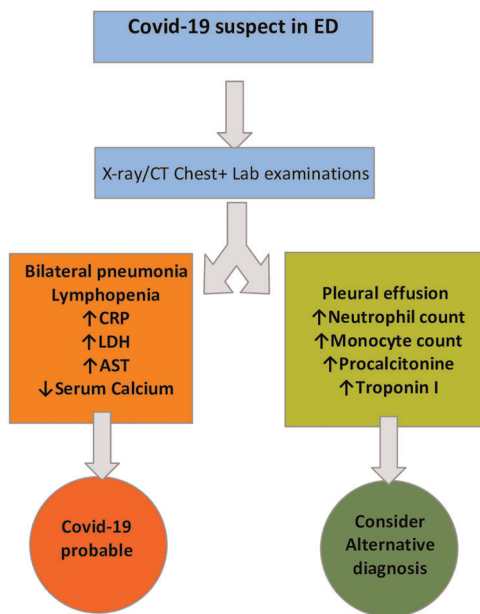 Covid-19 suspect in ED
X-ray/CT Chest+ Lab examinations
Bilateral pneumonia
Lymphopenia
↑CRP
↑LDH
↑AST
↓Serum Calcium
Pleural effusion
↑Neutrophil count
↑Monocyte count
↑Procalcitonine
↑Troponin I
Covid-19
probable
Consider
Alternative
diagnosis